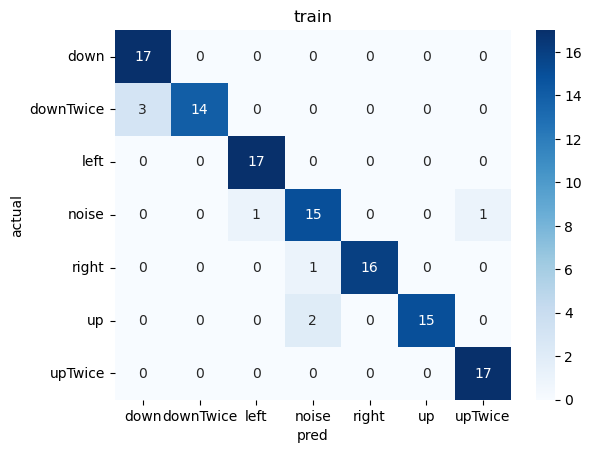 train
down 17 0 0 0 0 0 0
downTwice 3 14 0 0 0 0 0
left 0 0 17 0 0 0 0
noise 0 0 1 15 0 0 1
right 0 0 0 1 16 0 0
up 0 0 0 2 0 15 0
upTwice 0 0 0 0 0 0 17
down downTwice left noise right up upTwice
pred
actual
16
14
12
10
8
6
4
2
0